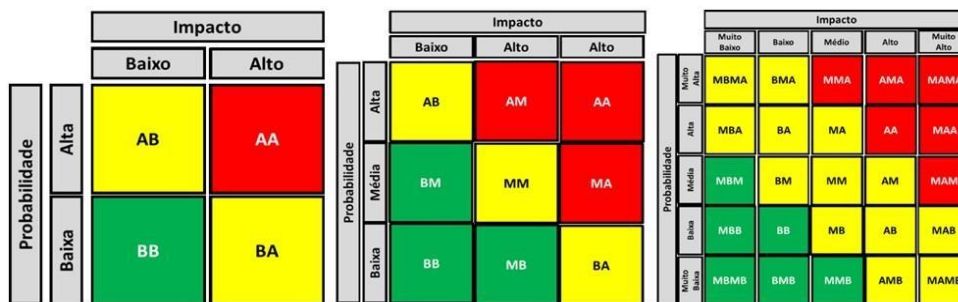 Impacto
Baixo Alto
Probabilidade
Alta
AB AA
Baixa
BB BA
Impacto
Baixo Alto Alto
Probabilidade
Alta
AB AM AA
Média
BM MM MA
Baixa
BB MB BA
Impacto
Muito Baixo Baixo Médio Alto Muito Alto
Probabilidade
Muito Alta
MBMA BMA MMA AMA MAMA
Alta
MBA BA MA AA MAA
Média
MBM BM MM AM MAM
Baixa
MBB BB MB AB MAB
Muito Baixa
MBMB BMB MMB AMB MAMB